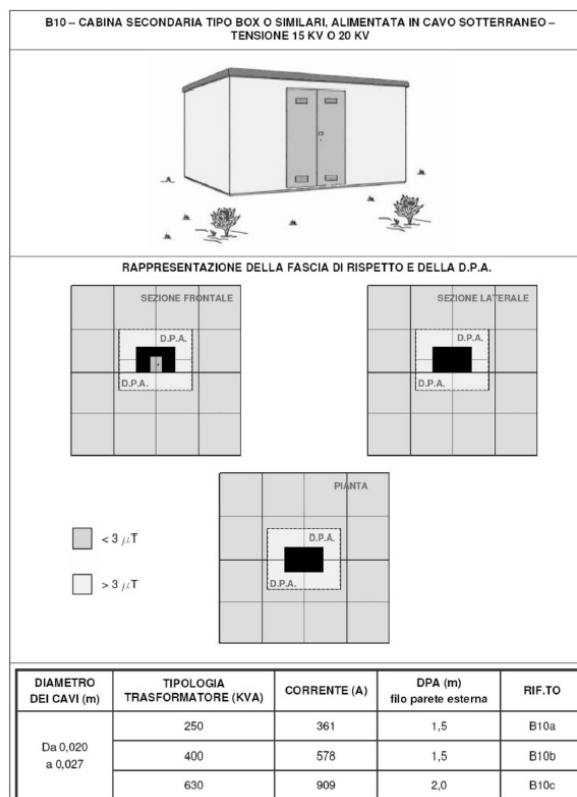 B10 – CABINA SECONDARIA TIPO BOX O SIMILARI, ALIMENTATA IN CAVO SOTTERRANEO –
TENSIONE 15 KV O 20 KV
RAPPRESENTAZIONE DELLA FASCIA DI RISPETTO E DELLA D.P.A.
SEZIONE FRONTALE
D.P.A.
D.P.A.
SEZIONE LATERALE
D.P.A.
D.P.A.
PIANTA
D.P.A.
D.P.A.
< 3 μT
> 3 μT
DIAMETRO
DEI CAVI (m)
TIPOLOGIA
TRASFORMATORE (KVA)
CORRENTE (A)
DPA (m)
filo parete esterna
RIF.TO
Da 0,020
a 0,027
250
361
1,5
B10a
400
578
1,5
B10b
630
909
2,0
B10c